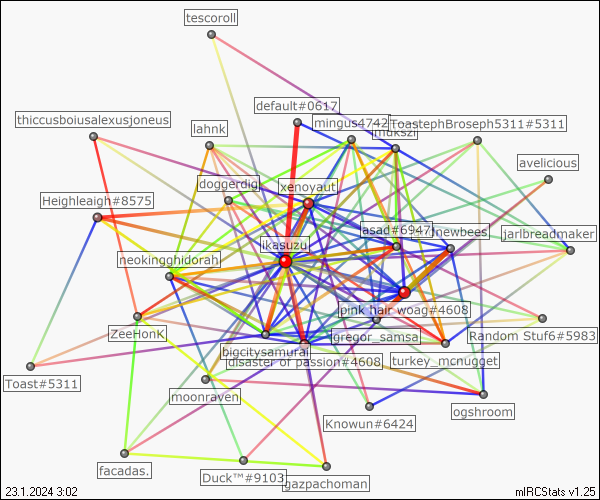 tescoroll
default#0617
thiccusboiusalexusjoneus
lahnk
mingus4742
ToastephBroseph5311#5311
mukszi
avelicious
doggerdig
xenoyaut
Heighleaigh#8575
asad#6947
newbees
jarlbreadmaker
ikasuzu
neokingghidorah
pink hair woag#4608
ZeeHonK
gregor_samsa
Random Stuf6#5983
bigcitysamurai
disaster of passion#4608
turkey_mcnugget
Toast#5311
moonraven
ogshroom
Knowun#6424
facadas.
Duck™#9103
gazpachoman
23.1.2024 3:02
mIRCStats v1.25